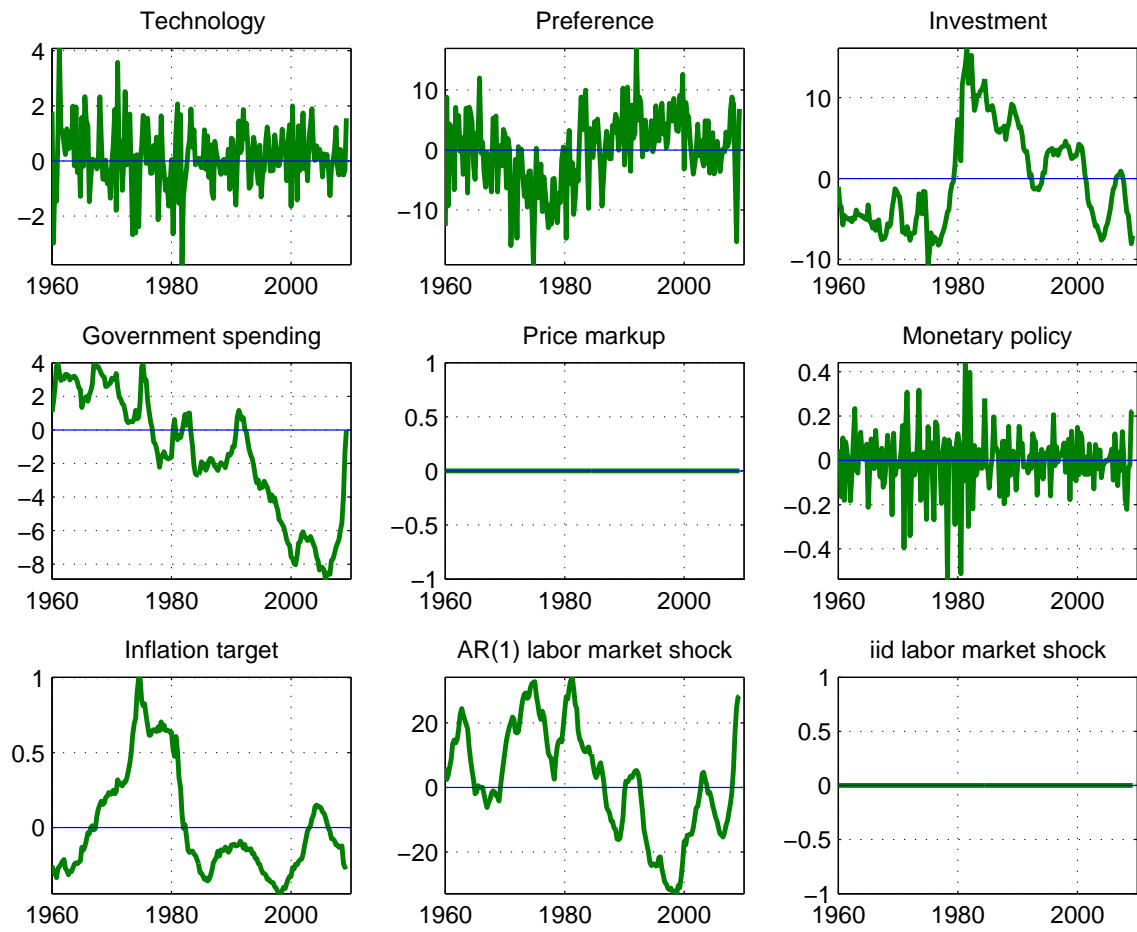 Technology Preference Investment
4 10 10
2 0 0
0 −10 −10
−2
1960 1980 2000 1960 1980 2000 1960 1980 2000
Government spending Price markup Monetary policy
4 1 0.4
2 0.5 0.2
0 0 0
−2 −0.5 −0.2
−4 −1 −0.4
−6
−8
1960 1980 2000 1960 1980 2000 1960 1980 2000
Inflation target AR(1) labor market shock iid labor market shock
1 20 1
0.5 0 0.5
0 −20 0
−0.5
−1
1960 1980 2000 1960 1980 2000 1960 1980 2000